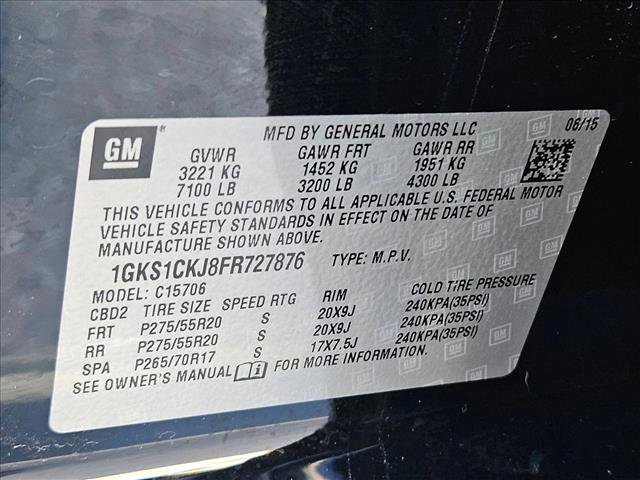 GM
MFD BY GENERAL MOTORS LLC 06/15
GVWR GAWR FRT GAWR RR
3221 KG 1452 KG 1951 KG
7100 LB 3200 LB 4300 LB
THIS VEHICLE CONFORMS TO ALL APPLICABLE U.S. FEDERAL MOTOR
VEHICLE SAFETY STANDARDS IN EFFECT ON THE DATE OF
MANUFACTURE SHOWN ABOVE.
1GKS1CKJ8FR727876 TYPE: M.P.V.
MODEL: C15706
CBD2 TIRE SIZE SPEED RTG RIM COLD TIRE PRESSURE
FRT P275/55R20 S 20X9J 240KPA(35PSI)
RR P275/55R20 S 20X9J 240KPA(35PSI)
SPA P265/70R17 S 17X7.5J 240KPA(35PSI)
SEE OWNER'S MANUAL FOR MORE INFORMATION.